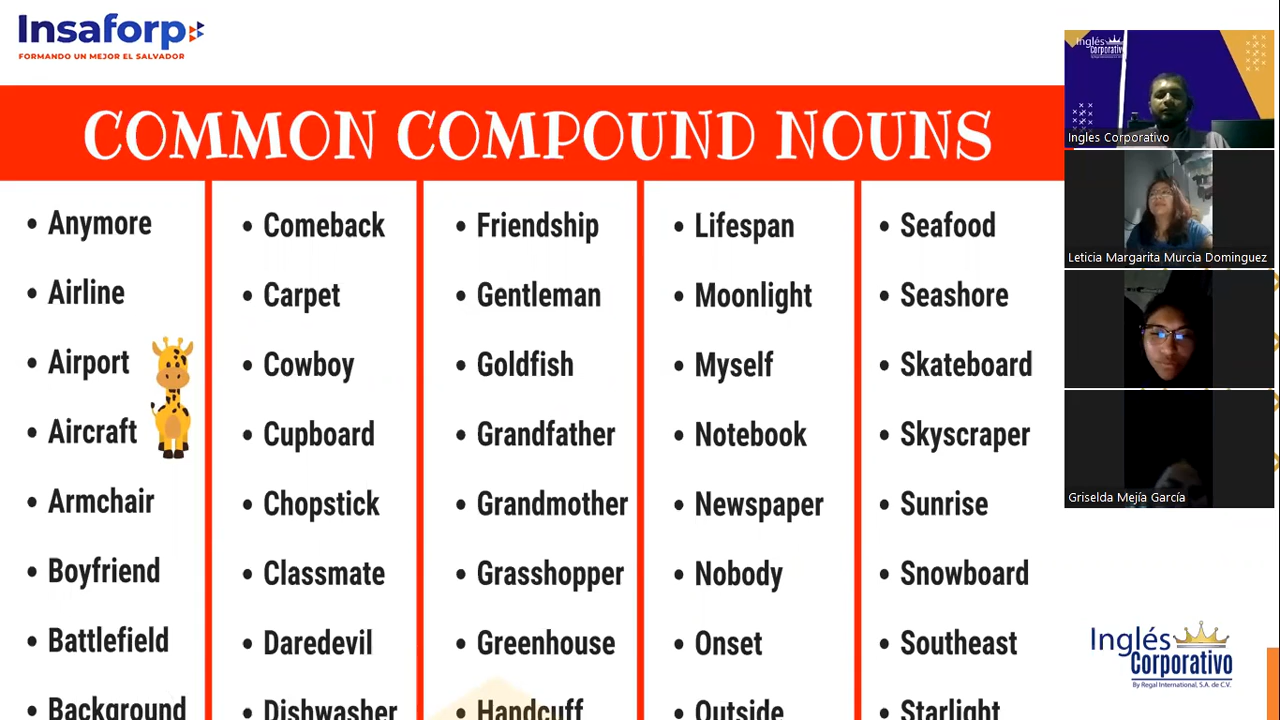 Insaforp
FORMANDO UN MEJOR EL SALVADOR
COMMON COMPOUND NOUNS
• Anymore
• Airline
• Airport
• Aircraft
• Armchair
• Boyfriend
• Battlefield
• Background
• Comeback
• Carpet
• Cowboy
• Cupboard
• Chopstick
• Classmate
• Daredevil
• Dishwasher
• Friendship
• Gentleman
• Goldfish
• Grandfather
• Grandmother
• Grasshopper
• Greenhouse
• Handcuff
• Lifespan
• Moonlight
• Myself
• Notebook
• Newspaper
• Nobody
• Onset
• Outside
• Seafood
• Seashore
• Skateboard
• Skyscraper
• Sunrise
• Snowboard
• Southeast
• Starlight
Inglés
Corporativo
Ingles Corporativo
Leticia Margarita Murcia Dominguez
Griselda Mejía García
Inglés
Corporativo
By Regal International, S.A. de C.V.